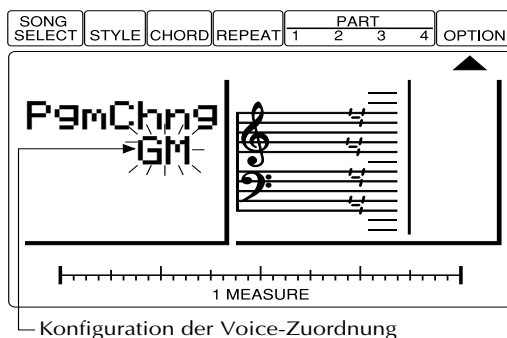 SONG SELECT STYLE CHORD REPEAT PART 1 2 3 4 OPTION
PgmChng
GM
1 MEASURE
Konfiguration der Voice-Zuordnung